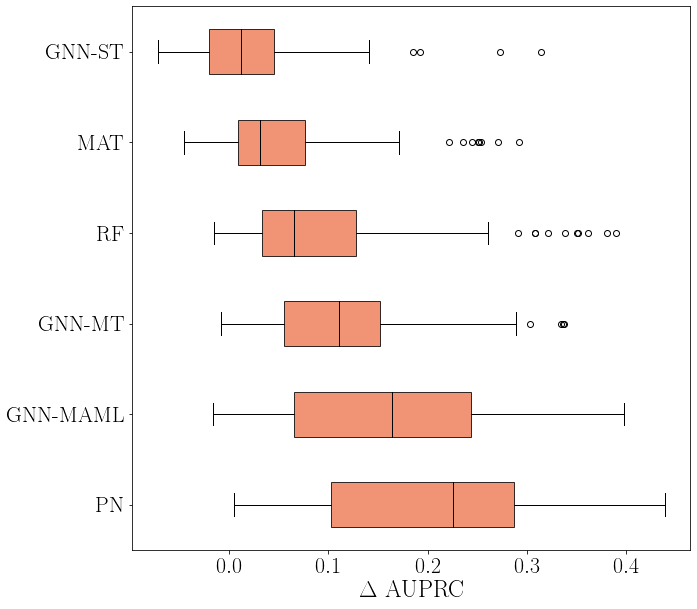 GNN-ST
MAT
RF
GNN-MT
GNN-MAML
PN
0.0 0.1 0.2 0.3 0.4
Δ AUPRC